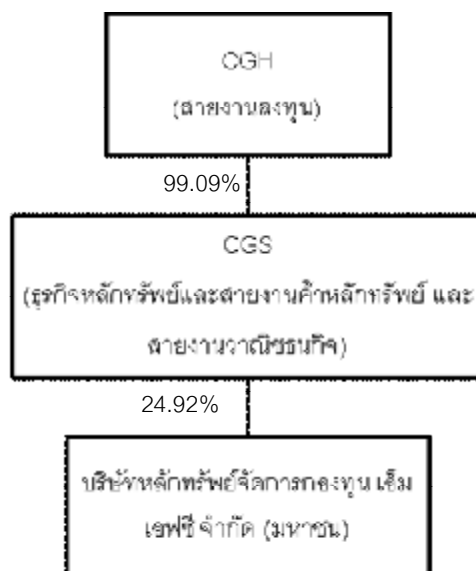 CGH
(สายงานลงทุน)
99.09%
CGS
(ธุรกิจหลักทรัพย์และสายงานค้าหลักทรัพย์ และ
สายงานวาณิชธนกิจ)
24.92%
บริษัทหลักทรัพย์จัดการกองทุน เอ็ม
เอฟซี จำกัด (มหาชน)